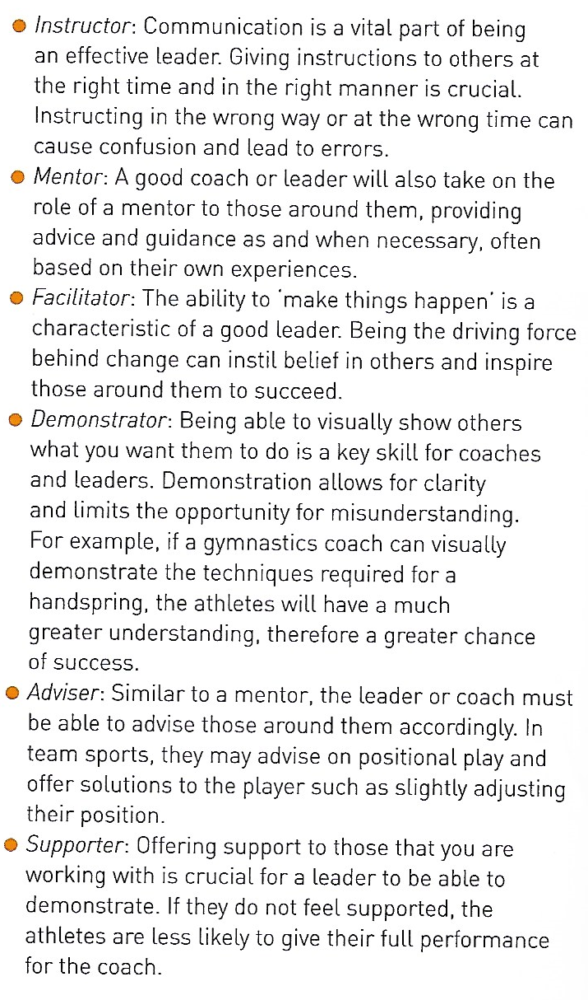 • Instructor: Communication is a vital part of being
an effective leader. Giving instructions to others at
the right time and in the right manner is crucial.
Instructing in the wrong way or at the wrong time can
cause confusion and lead to errors.
• Mentor: A good coach or leader will also take on the
role of a mentor to those around them, providing
advice and guidance as and when necessary, often
based on their own experiences.
• Facilitator: The ability to ‘make things happen’ is a
characteristic of a good leader. Being the driving force
behind change can instil belief in others and inspire
those around them to succeed.
• Demonstrator: Being able to visually show others
what you want them to do is a key skill for coaches
and leaders. Demonstration allows for clarity
and limits the opportunity for misunderstanding.
For example, if a gymnastics coach can visually
demonstrate the techniques required for a
handspring, the athletes will have a much
greater understanding, therefore a greater chance
of success.
• Adviser: Similar to a mentor, the leader or coach must
be able to advise those around them accordingly. In
team sports, they may advise on positional play and
offer solutions to the player such as slightly adjusting
their position.
• Supporter: Offering support to those that you are
working with is crucial for a leader to be able to
demonstrate. If they do not feel supported, the
athletes are less likely to give their full performance
for the coach.